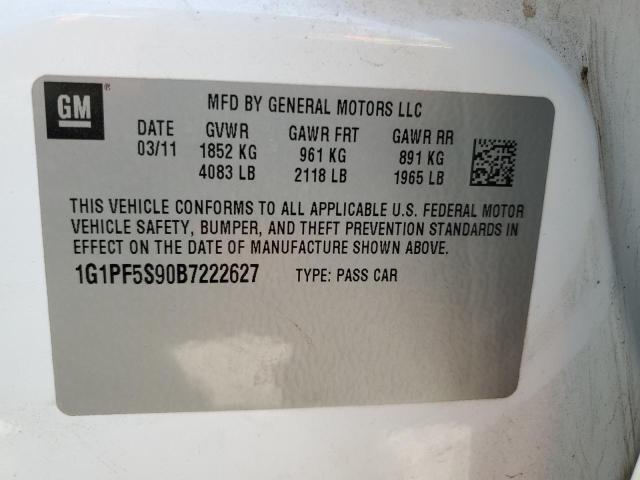 GM®
MFD BY GENERAL MOTORS LLC
DATE GVWR GAWR FRT GAWR RR
03/11 1852 KG 961 KG 891 KG
4083 LB 2118 LB 1965 LB
THIS VEHICLE CONFORMS TO ALL APPLICABLE U.S. FEDERAL MOTOR
VEHICLE SAFETY, BUMPER, AND THEFT PREVENTION STANDARDS IN
EFFECT ON THE DATE OF MANUFACTURE SHOWN ABOVE.
1G1PF5S90B7222627 TYPE: PASS CAR